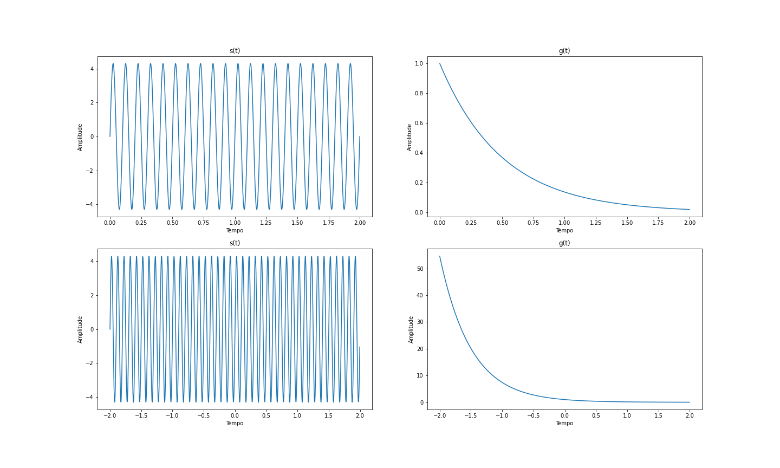 s(t)
Amplitude
4
2
0
−2
−4
0.00 0.25 0.50 0.75 1.00 1.25 1.50 1.75 2.00
Tempo
g(t)
Amplitude
1.0
0.8
0.6
0.4
0.2
0.0
0.00 0.25 0.50 0.75 1.00 1.25 1.50 1.75 2.00
Tempo
s(t)
Amplitude
4
2
0
−2
−4
−2.0 −1.5 −1.0 −0.5 0.0 0.5 1.0 1.5 2.0
Tempo
g(t)
Amplitude
50
40
30
20
10
0
−2.0 −1.5 −1.0 −0.5 0.0 0.5 1.0 1.5 2.0
Tempo